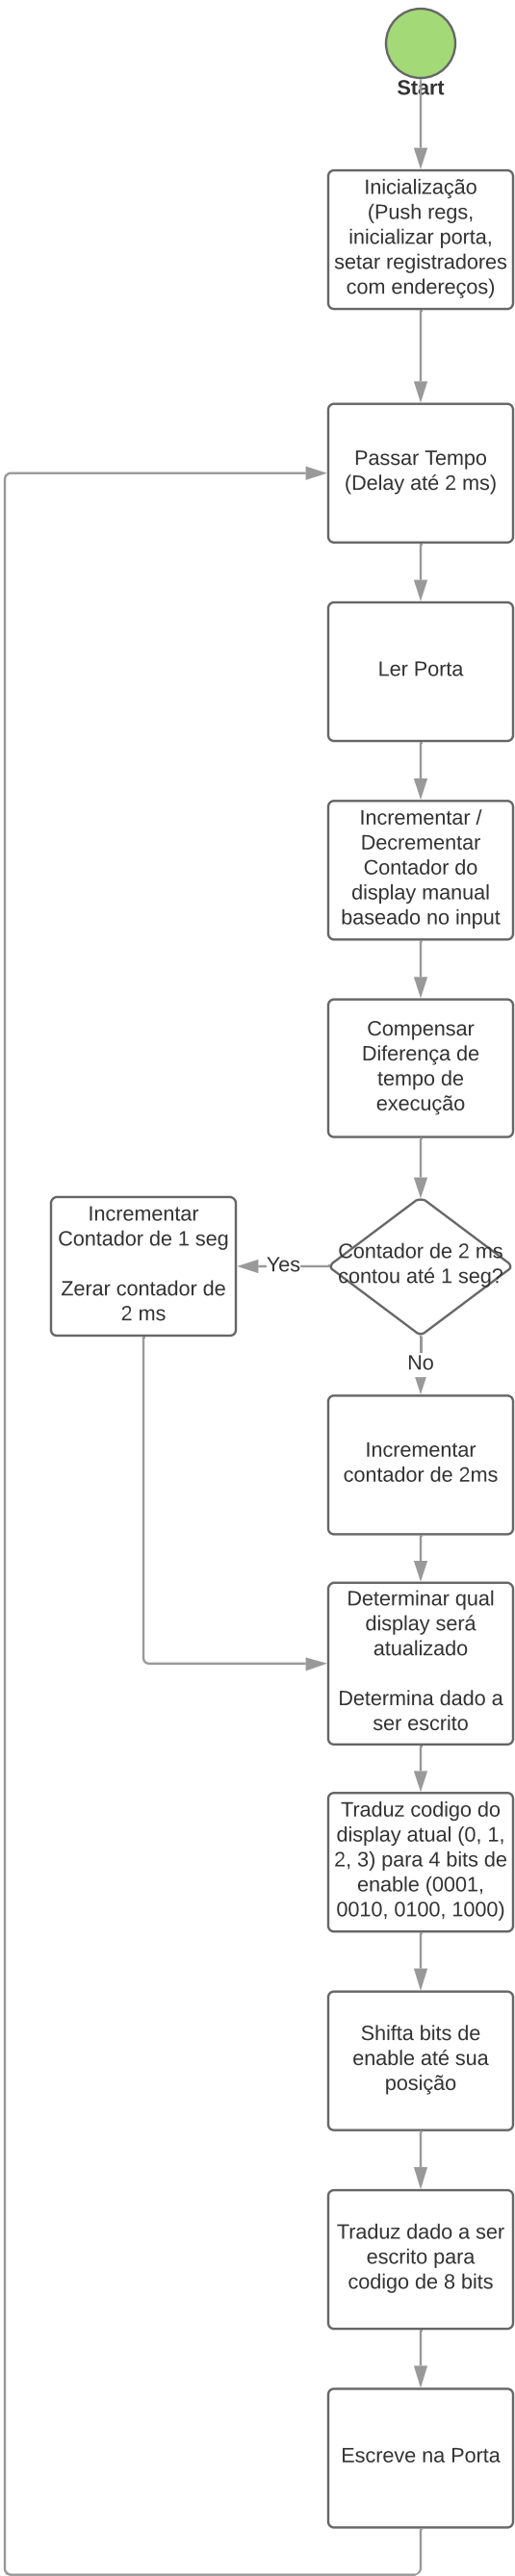 Start
Inicialização
(Push regs,
inicializar porta,
setar registradores
com endereços)
Passar Tempo
(Delay até 2 ms)
Ler Porta
Incrementar /
Decrementar
Contador do
display manual
baseado no input
Compensar
Diferença de
tempo de
execução
Contador de 2 ms
contou até 1 seg?
Yes
Incrementar
Contador de 1 seg
Zerar contador de
2 ms
No
Incrementar
contador de 2ms
Determinar qual
display será
atualizado
Determina dado a
ser escrito
Traduz codigo do
display atual (0, 1,
2, 3) para 4 bits de
enable (0001,
0010, 0100, 1000)
Shifta bits de
enable até sua
posição
Traduz dado a ser
escrito para
codigo de 8 bits
Escreve na Porta